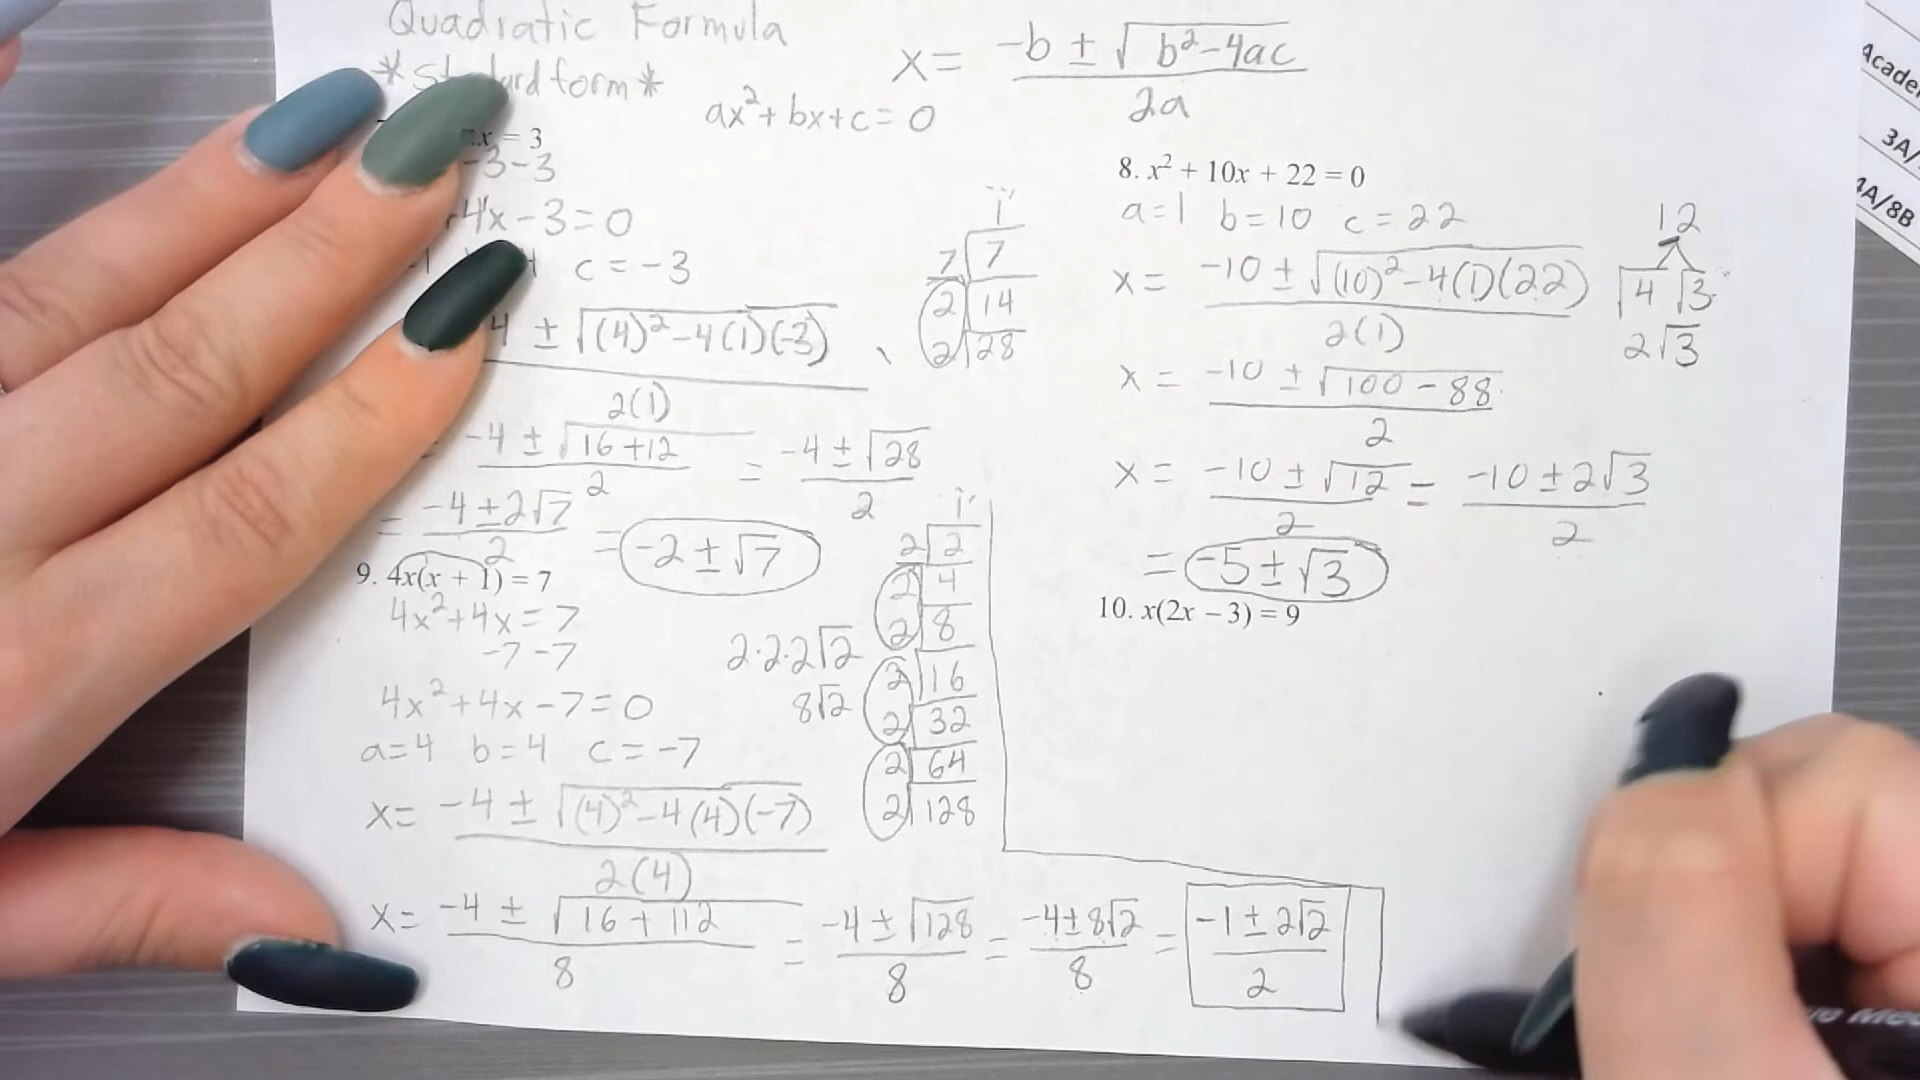 Quadratic Formula
x = -b ± √b²-4ac
2a
form*
ax²+bx+c=0
x = 3
-3-3
4x-3=0
c=-3
4 ± √(4)²-4(1)(-3)
2(1)
-4 ± √16+12
2
= -4 ± √28
2
= -4±2√7
2
= -2 ± √7
1
7 7
2 14
2 28
8. x² + 10x + 22 = 0
a=1 b=10 c=22
x = -10 ± √(10)²-4(1)(22)
2(1)
x = -10 ± √100-88
2
x = -10 ± √12 = -10 ± 2√3
2 2
= -5 ± √3
12
√4 √3
2√3
9. 4x(x + 1) = 7
4x²+4x=7
-7 -7
4x²+4x-7=0
a=4 b=4 c=-7
x= -4 ± √(4)²-4(4)(-7)
2(4)
x= -4 ± √16+112 = -4 ± √128 = -4±8√2 = -1 ± 2√2
8 8 8 2
1
2 2
2 4
2 8
2 16
2 32
2 64
2 128
2·2·2√2
8√2
10. x(2x – 3) = 9
3A/
1A/8B